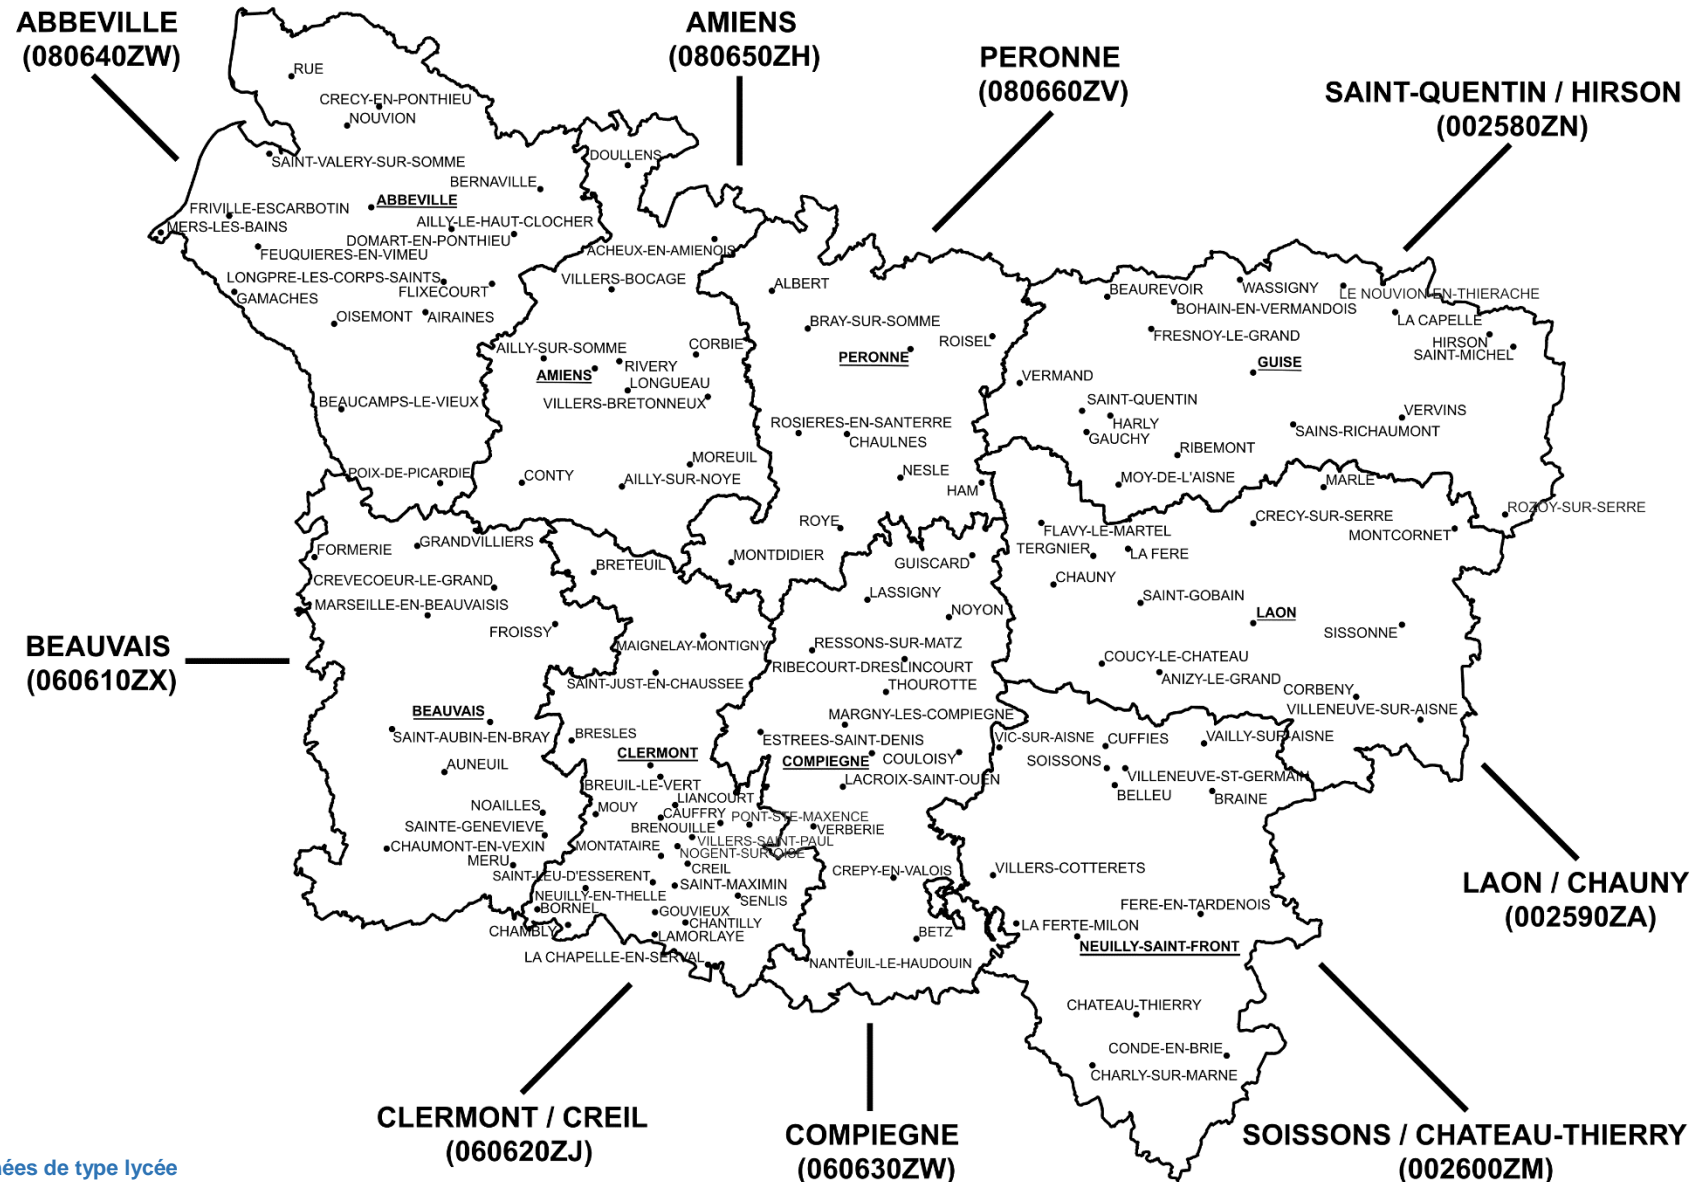 ABBEVILLE
(080640ZW)
AMIENS
(080650ZH)
PERONNE
(080660ZV)
SAINT-QUENTIN / HIRSON
(002580ZN)
RUE
CRECY-EN-PONTHIEU
NOUVION
SAINT-VALERY-SUR-SOMME
BERNAVILLE
ABBEVILLE
FRIVILLE-ESCARBOTIN
AILLY-LE-HAUT-CLOCHER
MERS-LES-BAINS
DOMART-EN-PONTHIEU
FEUQUIERES-EN-VIMEU
LONGPRE-LES-CORPS-SAINTS
FLIXECOURT
GAMACHES
OISEMONT
AIRAINES
BEAUCAMPS-LE-VIEUX
POIX-DE-PICARDIE
DOULLENS
ACHEUX-EN-AMIENOIS
VILLERS-BOCAGE
CORBIE
AILLY-SUR-SOMME
RIVERY
AMIENS
LONGUEAU
VILLERS-BRETONNEUX
MOREUIL
CONTY
AILLY-SUR-NOYE
MONTDIDIER
ALBERT
BRAY-SUR-SOMME
ROISEL
PERONNE
ROSIERES-EN-SANTERRE
CHAULNES
NESLE
HAM
ROYE
BEAUREVOIR
WASSIGNY
LE NOUVION-EN-THIERACHE
BOHAIN-EN-VERMANDOIS
LA CAPELLE
FRESNOY-LE-GRAND
HIRSON
SAINT-MICHEL
GUISE
VERMAND
SAINT-QUENTIN
HARLY
GAUCHY
VERVINS
SAINS-RICHAUMONT
RIBEMONT
MOY-DE-L'AISNE
MARLE
ROZOY-SUR-SERRE
CRECY-SUR-SERRE
MONTCORNET
FLAVY-LE-MARTEL
TERGNIER
LA FERE
CHAUNY
SAINT-GOBAIN
LAON
SISSONNE
COUCY-LE-CHATEAU
ANIZY-LE-GRAND
CORBENY
VILLENEUVE-SUR-AISNE
BEAUVAIS
(060610ZX)
FORMERIE
GRANDVILLIERS
CREVECOEUR-LE-GRAND
MARSEILLE-EN-BEAUVAISIS
FROISSY
BEAUVAIS
SAINT-AUBIN-EN-BRAY
AUNEUIL
NOAILLES
SAINTE-GENEVIEVE
CHAUMONT-EN-VEXIN
MERU
BRETEUIL
MAIGNELAY-MONTIGNY
SAINT-JUST-EN-CHAUSSEE
BRESLES
CLERMONT
BREUIL-LE-VERT
LIANCOURT
MOUY
CAUFFRY
PONT-STE-MAXENCE
BRENOUILLE
VILLERS-SAINT-PAUL
MONTATAIRE
NOGENT-SUR-OISE
CREIL
SAINT-LEU-D'ESSERENT
SAINT-MAXIMIN
NEUILLY-EN-THELLE
SENLIS
BORNEL
GOUVIEUX
CHANTILLY
CHAMBLY
LAMORLAYE
LA CHAPELLE-EN-SERVAL
GUISCARD
LASSIGNY
NOYON
RESSONS-SUR-MATZ
RIBECOURT-DRESLINCOURT
THOUROTTE
MARGNY-LES-COMPIEGNE
ESTREES-SAINT-DENIS
COMPIEGNE
COULOISY
LACROIX-SAINT-OUEN
VERBERIE
CREPY-EN-VALOIS
BETZ
NANTEUIL-LE-HAUDOUIN
VIC-SUR-AISNE
CUFFIES
VAILLY-SUR-AISNE
SOISSONS
VILLENEUVE-ST-GERMAIN
BELLEU
BRAINE
VILLERS-COTTERETS
FERE-EN-TARDENOIS
LA FERTE-MILON
NEUILLY-SAINT-FRONT
CHATEAU-THIERRY
CONDE-EN-BRIE
CHARLY-SUR-MARNE
LAON / CHAUNY
(002590ZA)
CLERMONT / CREIL
(060620ZJ)
COMPIEGNE
(060630ZW)
SOISSONS / CHATEAU-THIERRY
(002600ZM)
ées de type lycée